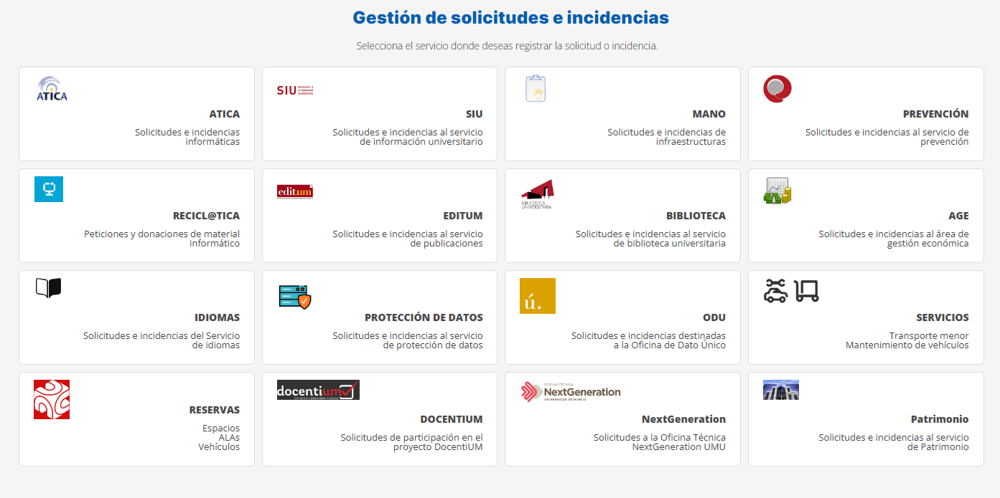 Gestión de solicitudes e incidencias
Selecciona el servicio donde deseas registrar la solicitud o incidencia.
ATICA
ATICA
Solicitudes e incidencias
informáticas
SIU
SIU
Solicitudes e incidencias al servicio
de información universitario
MANO
Solicitudes e incidencias de
infraestructuras
PREVENCIÓN
Solicitudes e incidencias al servicio de
prevención
RECICL@TICA
Peticiones y donaciones de material
informático
editum
EDITUM
Solicitudes e incidencias al servicio
de publicaciones
BIBLIOTECA
UNIVERSITARIA
BIBLIOTECA
Solicitudes e incidencias al servicio
de biblioteca universitaria
AGE
Solicitudes e incidencias al área de
gestión económica
IDIOMAS
Solicitudes e incidencias del Servicio
de idiomas
PROTECCIÓN DE DATOS
Solicitudes e incidencias al servicio
de protección de datos
ú.
ODU
Solicitudes e incidencias destinadas
a la Oficina de Dato Único
SERVICIOS
Transporte menor
Mantenimiento de vehículos
RESERVAS
Espacios
ALAs
Vehículos
docentium
DOCENTIUM
Solicitudes de participación en el
proyecto DocentiUM
OFICINA TÉCNICA
NextGeneration
UNIVERSIDAD DE MURCIA
NextGeneration
Solicitudes a la Oficina Técnica
NextGeneration UMU
Patrimonio
Solicitudes e incidencias al servicio
de Patrimonio